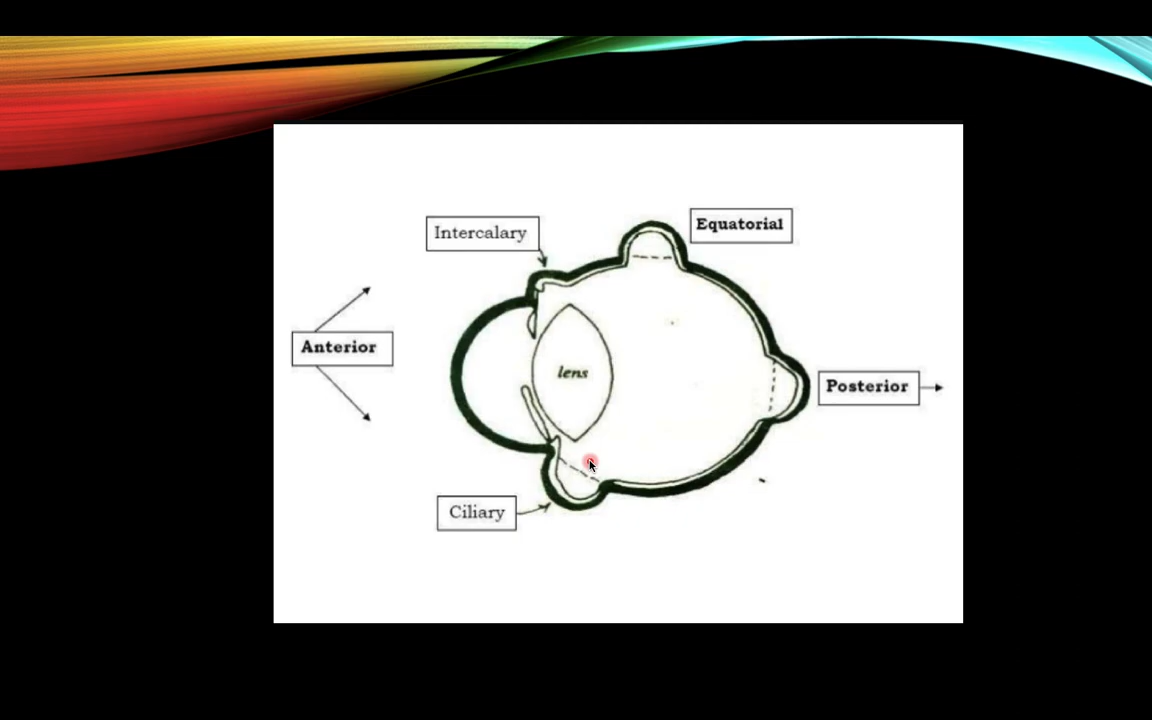 Equatorial
Intercalary
Anterior
lens
Posterior
Ciliary